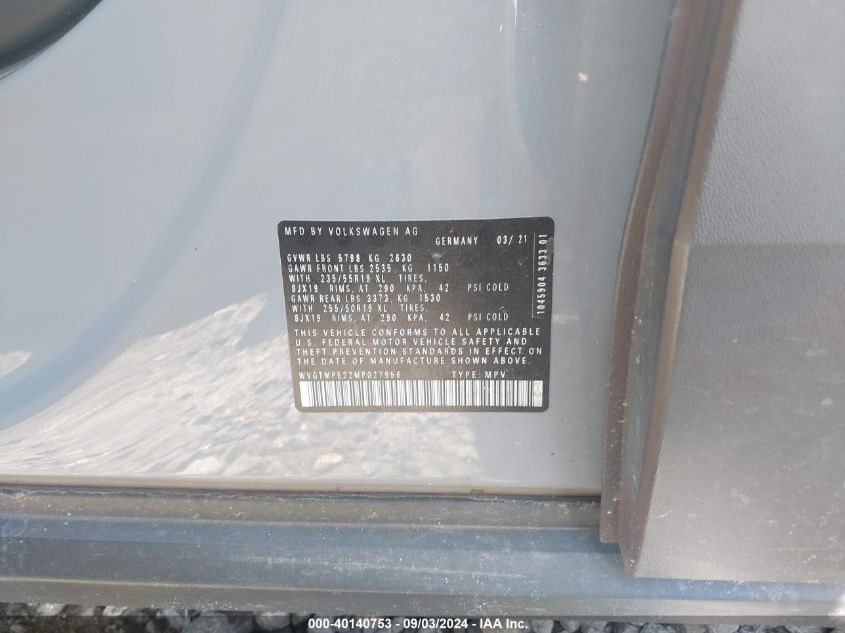 MFD BY VOLKSWAGEN AG
GERMANY 03/21
GVWR LBS 5798 KG 2630
GAWR FRONT LBS 2535, KG 1150
WITH 235/55R19 XL TIRES,
8JX19 RIMS, AT 290 KPA, 42 PSI COLD
GAWR REAR LBS 3373, KG 1530
WITH 255/50R19 XL TIRES,
8JX19 RIMS, AT 290 KPA, 42 PSI COLD
THIS VEHICLE CONFORMS TO ALL APPLICABLE
U.S. FEDERAL MOTOR VEHICLE SAFETY AND
THEFT PREVENTION STANDARDS IN EFFECT ON
THE DATE OF MANUFACTURE SHOWN ABOVE.
WVGTMPE22MP027956 TYPE: MPV
1045904 3633 01
000-40140753 - 09/03/2024 - IAA Inc.